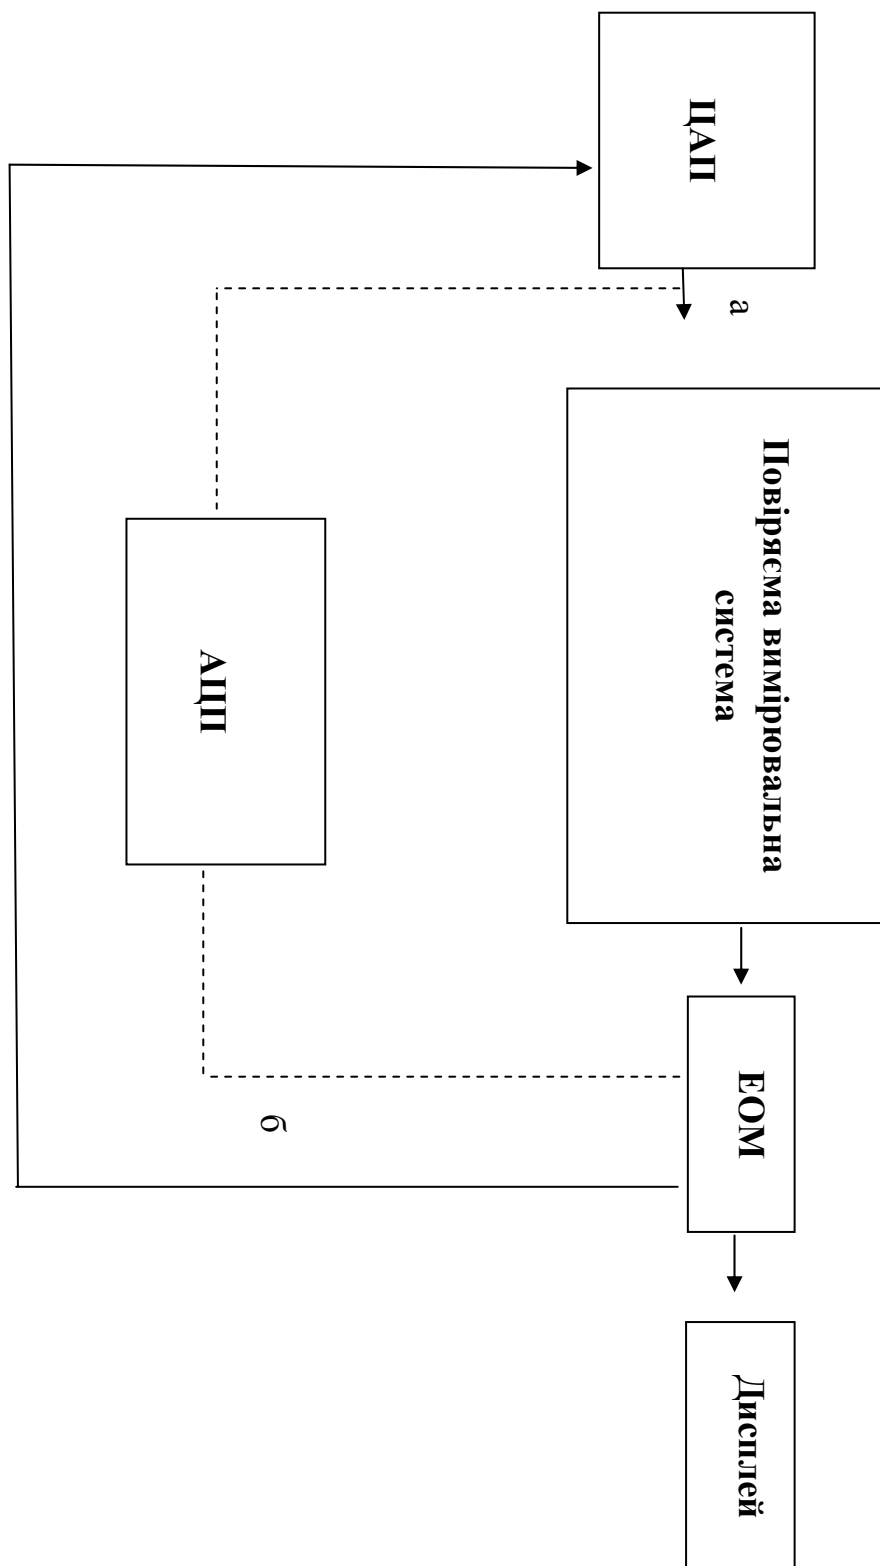 ЦАП
а
Повіряєма вимірювальна
система
АЦП
ЕОМ
б
Дисплей